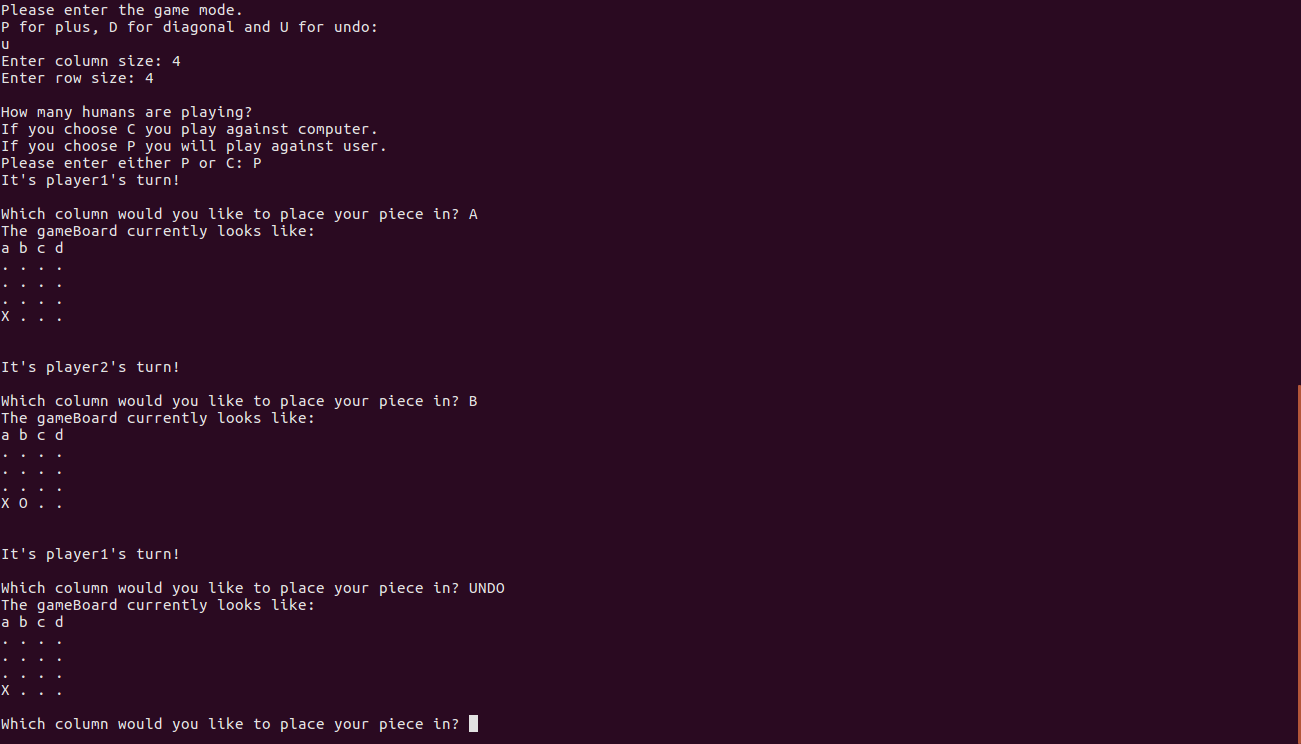 Please enter the game mode.
P for plus, D for diagonal and U for undo:
u
Enter column size: 4
Enter row size: 4
How many humans are playing?
If you choose C you play against computer.
If you choose P you will play against user.
Please enter either P or C: P
It's player1's turn!
Which column would you like to place your piece in? A
The gameBoard currently looks like:
a b c d
. . . .
. . . .
. . . .
X . . .
It's player2's turn!
Which column would you like to place your piece in? B
The gameBoard currently looks like:
a b c d
. . . .
. . . .
. . . .
X O . .
It's player1's turn!
Which column would you like to place your piece in? UNDO
The gameBoard currently looks like:
a b c d
. . . .
. . . .
. . . .
X . . .
Which column would you like to place your piece in?